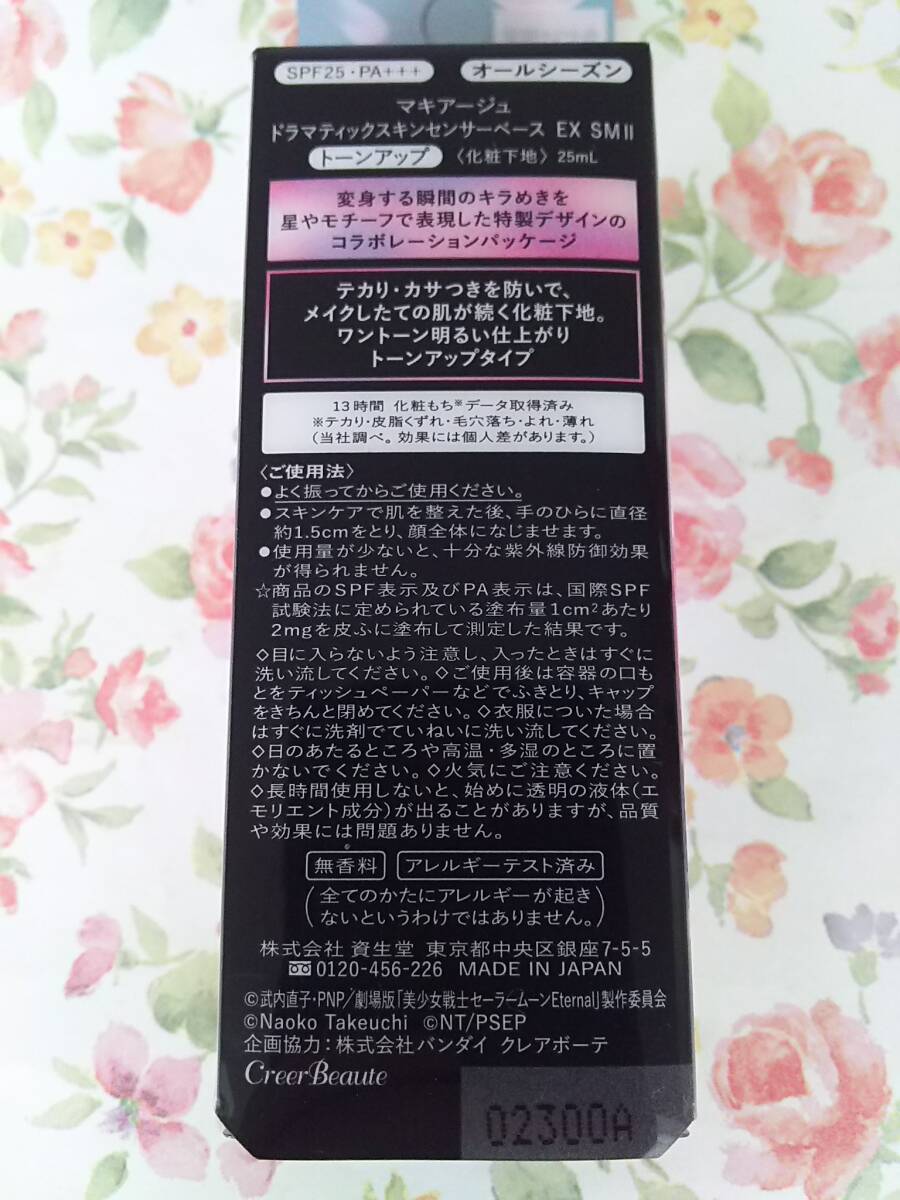 SPF25・PA+++ オールシーズン
マキアージュ
ドラマティックスキンセンサーベース EX SMⅡ
トーンアップ 〈化粧下地〉 25mL
変身する瞬間のキラめきを
星やモチーフで表現した特製デザインの
コラボレーションパッケージ
テカリ・カサつきを防いで、
メイクしたての肌が続く化粧下地。
ワントーン明るい仕上がり
トーンアップタイプ
13時間 化粧もち※データ取得済み
※テカリ・皮脂くずれ・毛穴落ち・よれ・薄れ
(当社調べ。効果には個人差があります。)
〈ご使用法〉
●よく振ってからご使用ください。
●スキンケアで肌を整えた後、手のひらに直径
約1.5cmをとり、顔全体になじませます。
●使用量が少ないと、十分な紫外線防御効果
が得られません。
☆商品のSPF表示及びPA表示は、国際SPF
試験法に定められている塗布量1cm2あたり
2mgを皮ふに塗布して測定した結果です。
◇目に入らないよう注意し、入ったときはすぐに
洗い流してください。◇ご使用後は容器の口も
とをティッシュペーパーなどでふきとり、キャップ
をきちんと閉めてください。◇衣服についた場合
はすぐに洗剤でていねいに洗い流してください。
◇日のあたるところや高温・多湿のところに置
かないでください。◇火気にご注意ください。
◇長時間使用しないと、始めに透明の液体(エ
モリエント成分)が出ることがありますが、品質
や効果には問題ありません。
無香料 アレルギーテスト済み
(全てのかたにアレルギーが起き
ないというわけではありません。)
株式会社 資生堂 東京都中央区銀座7-5-5
0120-456-226 MADE IN JAPAN
©武内直子・PNP/劇場版「美少女戦士セーラームーンEternal」製作委員会
©Naoko Takeuchi ©NT/PSEP
企画協力:株式会社バンダイ クレアボーテ
CreerBeaute
02300A